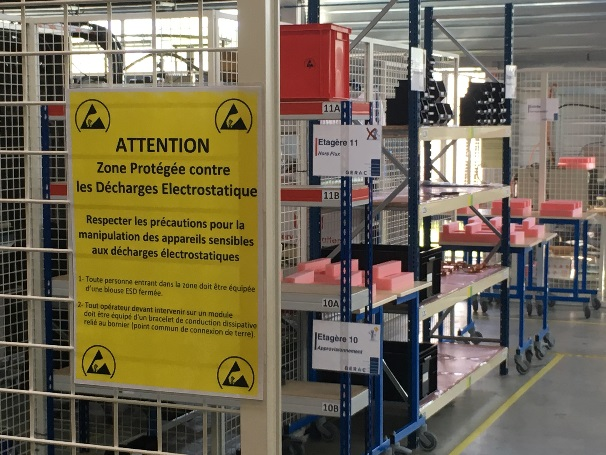 ATTENTION
Zone Protégée contre
les Décharges Electrostatique
Respecter les précautions pour la
manipulation des appareils sensibles
aux décharges électrostatiques
1- Toute personne entrant dans la zone doit être équipée
d'une blouse ESD fermée.
2- Tout opérateur devant intervenir sur un module
doit être équipé d'un bracelet de conduction dissipative
relié au bornier (point commun de connexion de terre).
11A
Etagère 11
Hors Flux
11B
10A
Etagère 10
Approvisionnement
10B